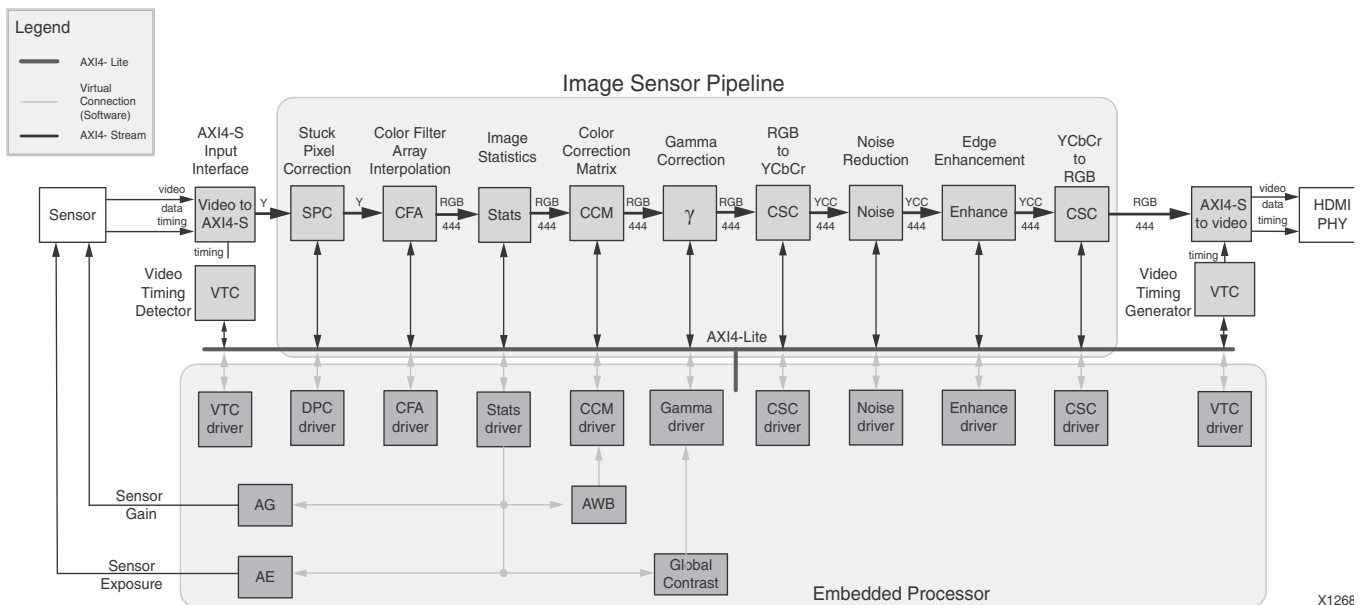 Legend
AXI4- Lite
Virtual
Connection
(Software)
AXI4- Stream
Image Sensor Pipeline
AXI4-S
Input
Interface
Stuck
Pixel
Correction
Color Filter
Array
Interpolation
Image
Statistics
Color
Correction
Matrix
Gamma
Correction
RGB
to
YCbCr
Noise
Reduction
Edge
Enhancement
YCbCr
to
RGB
Sensor
video
data
timing
Video to
AXI4-S
Y
SPC
Y
CFA
RGB
444
Stats
RGB
444
CCM
RGB
444
γ
RGB
444
CSC
YCC
444
Noise
YCC
444
Enhance
YCC
444
CSC
RGB
444
AXI4-S
to video
video
data
timing
HDMI
PHY
timing
Video
Timing
Detector
VTC
timing
Video
Timing
Generator
VTC
AXI4-Lite
VTC
driver
DPC
driver
CFA
driver
Stats
driver
CCM
driver
Gamma
driver
CSC
driver
Noise
driver
Enhance
driver
CSC
driver
VTC
driver
Sensor
Gain
AG
AWB
Sensor
Exposure
AE
Global
Contrast
Embedded Processor
X1268